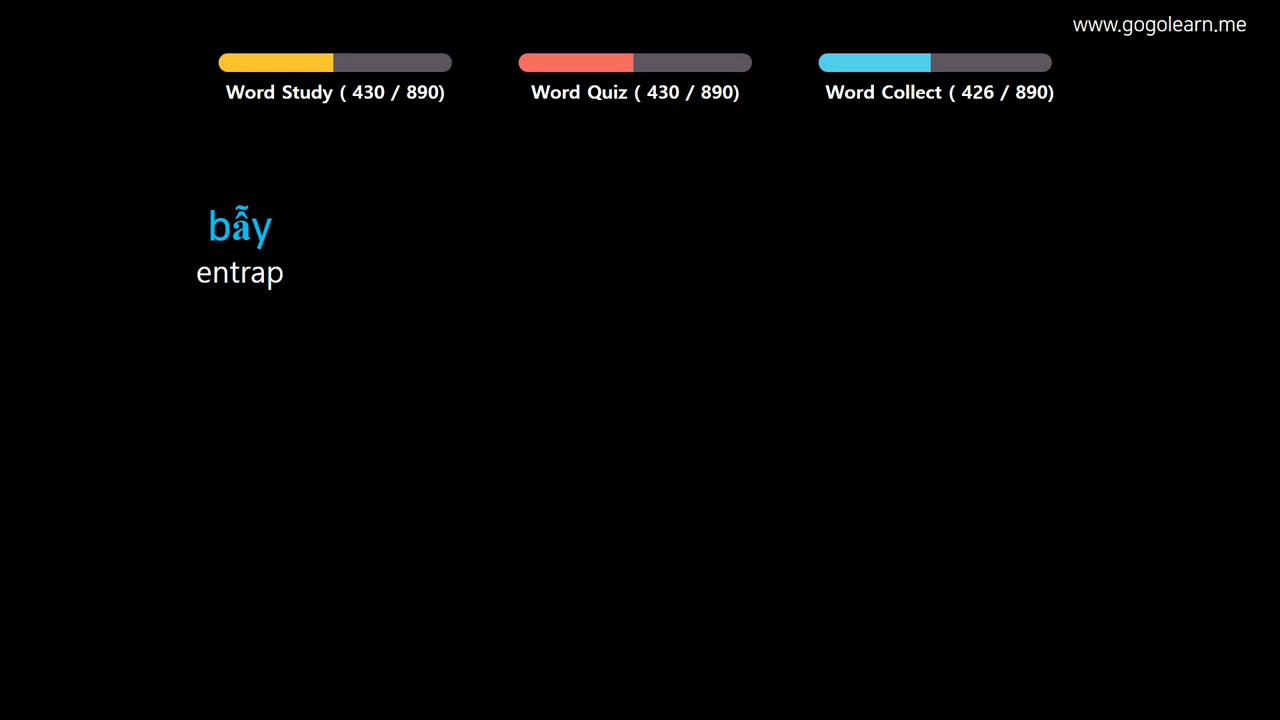 www.gogolearn.me
Word Study ( 430 / 890)
Word Quiz ( 430 / 890)
Word Collect ( 426 / 890)
bẫy
entrap